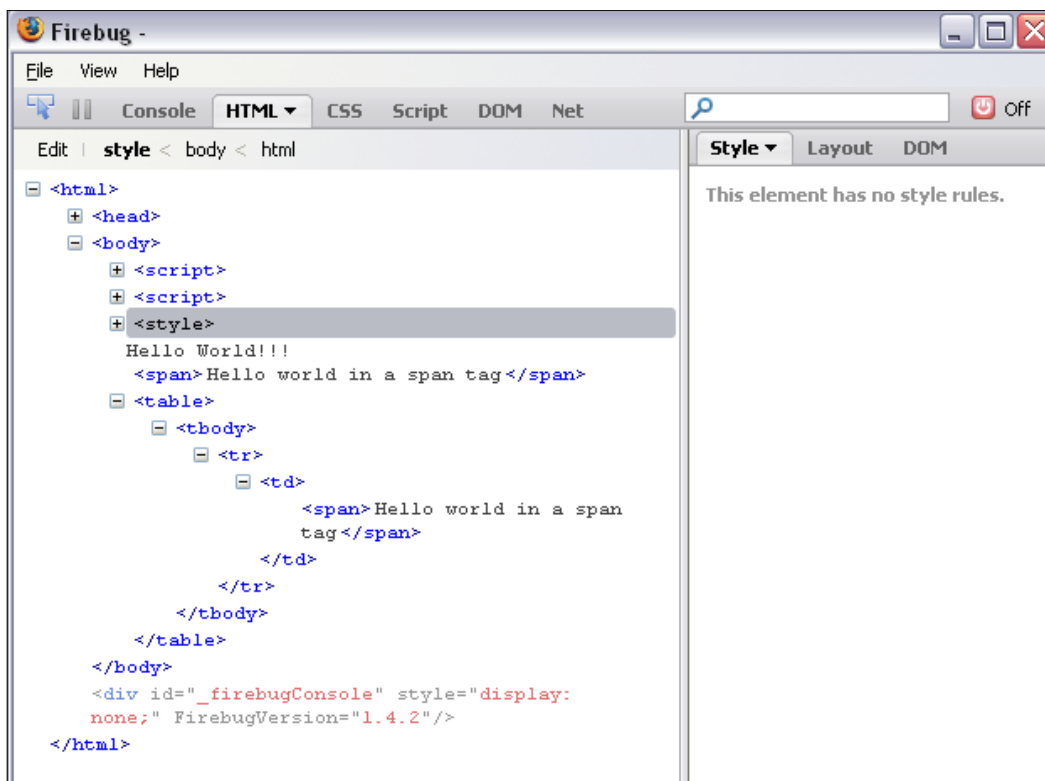 Firebug -
File View Help
Console HTML CSS Script DOM Net Off
Edit | style < body < html
Style Layout DOM
This element has no style rules.
<html>
<head>
<body>
<script>
<script>
<style>
Hello World!!!
<span>Hello world in a span tag</span>
<table>
<tbody>
<tr>
<td>
<span>Hello world in a span
tag</span>
</td>
</tr>
</tbody>
</table>
</body>
<div id="_firebugConsole" style="display:
none;" FirebugVersion="1.4.2"/>
</html>